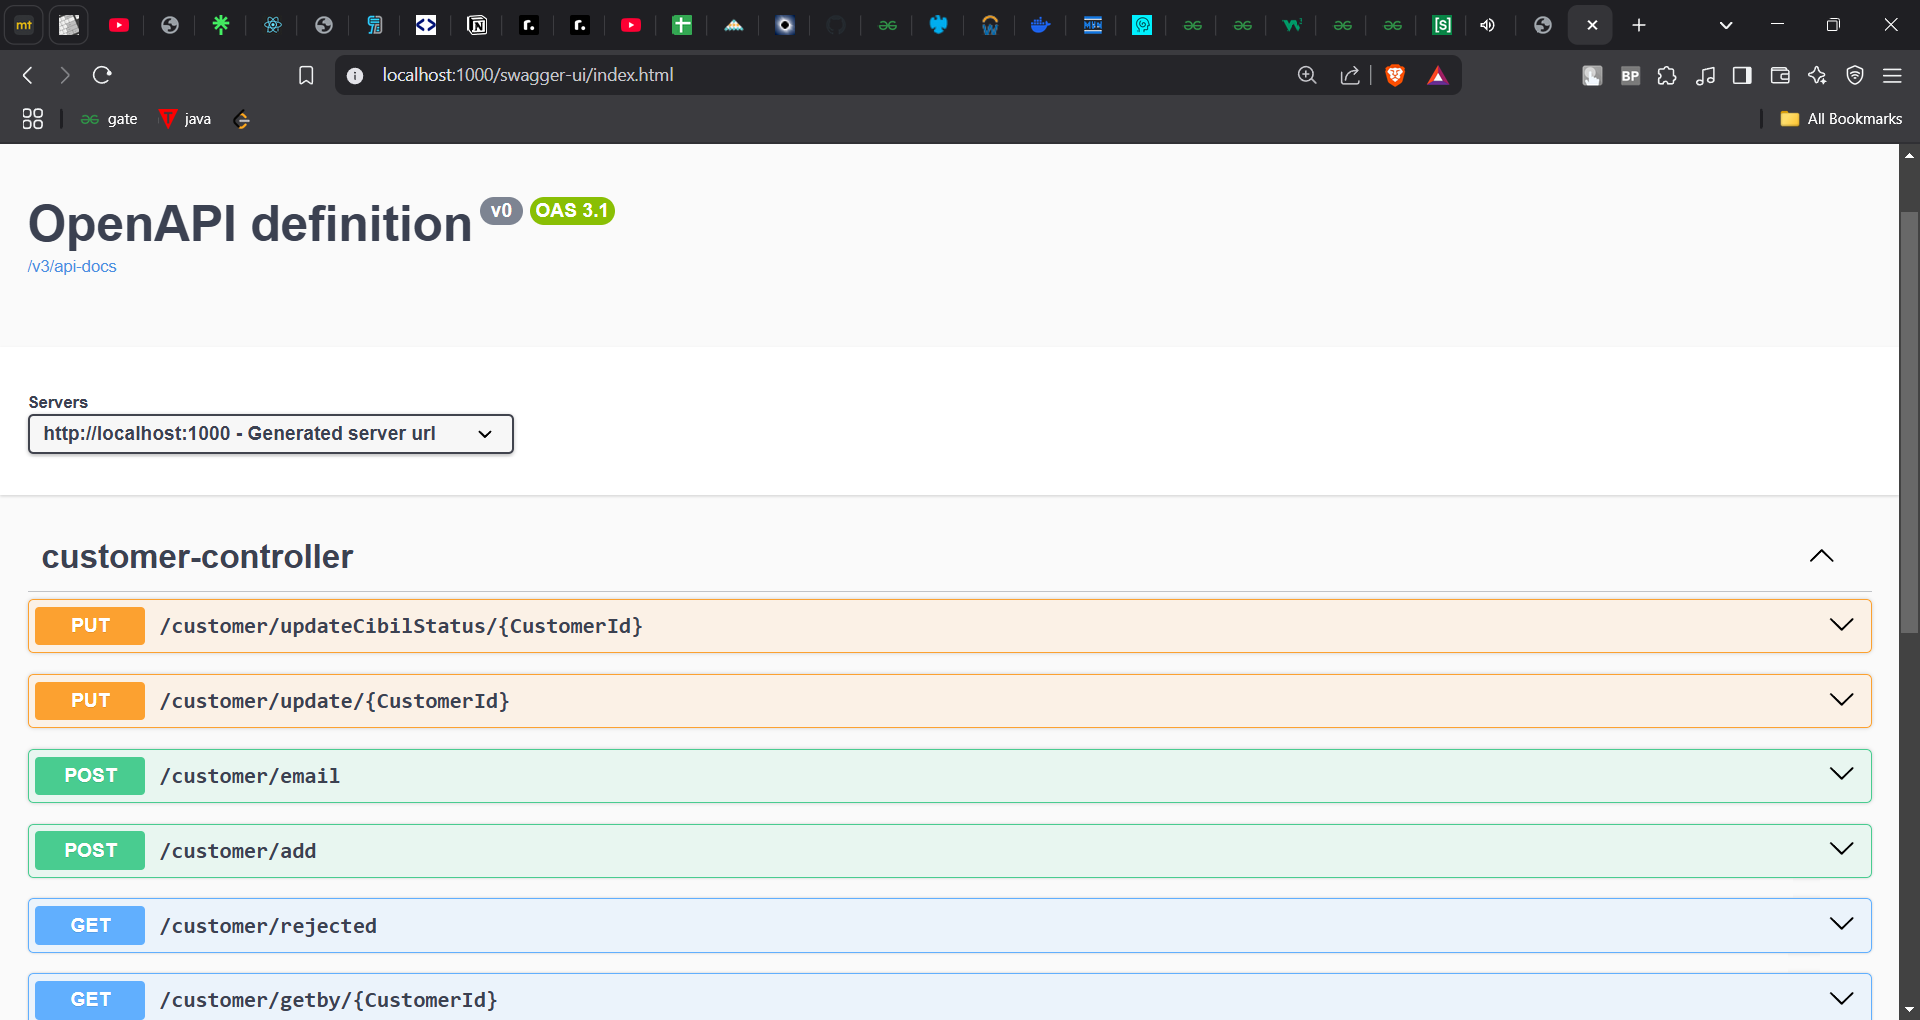 mt
localhost:1000/swagger-ui/index.html
BP
gate
java
All Bookmarks
OpenAPI definition v0 OAS 3.1
/v3/api-docs
Servers
http://localhost:1000 - Generated server url
customer-controller
PUT /customer/updateCibilStatus/{CustomerId}
PUT /customer/update/{CustomerId}
POST /customer/email
POST /customer/add
GET /customer/rejected
GET /customer/getby/{CustomerId}